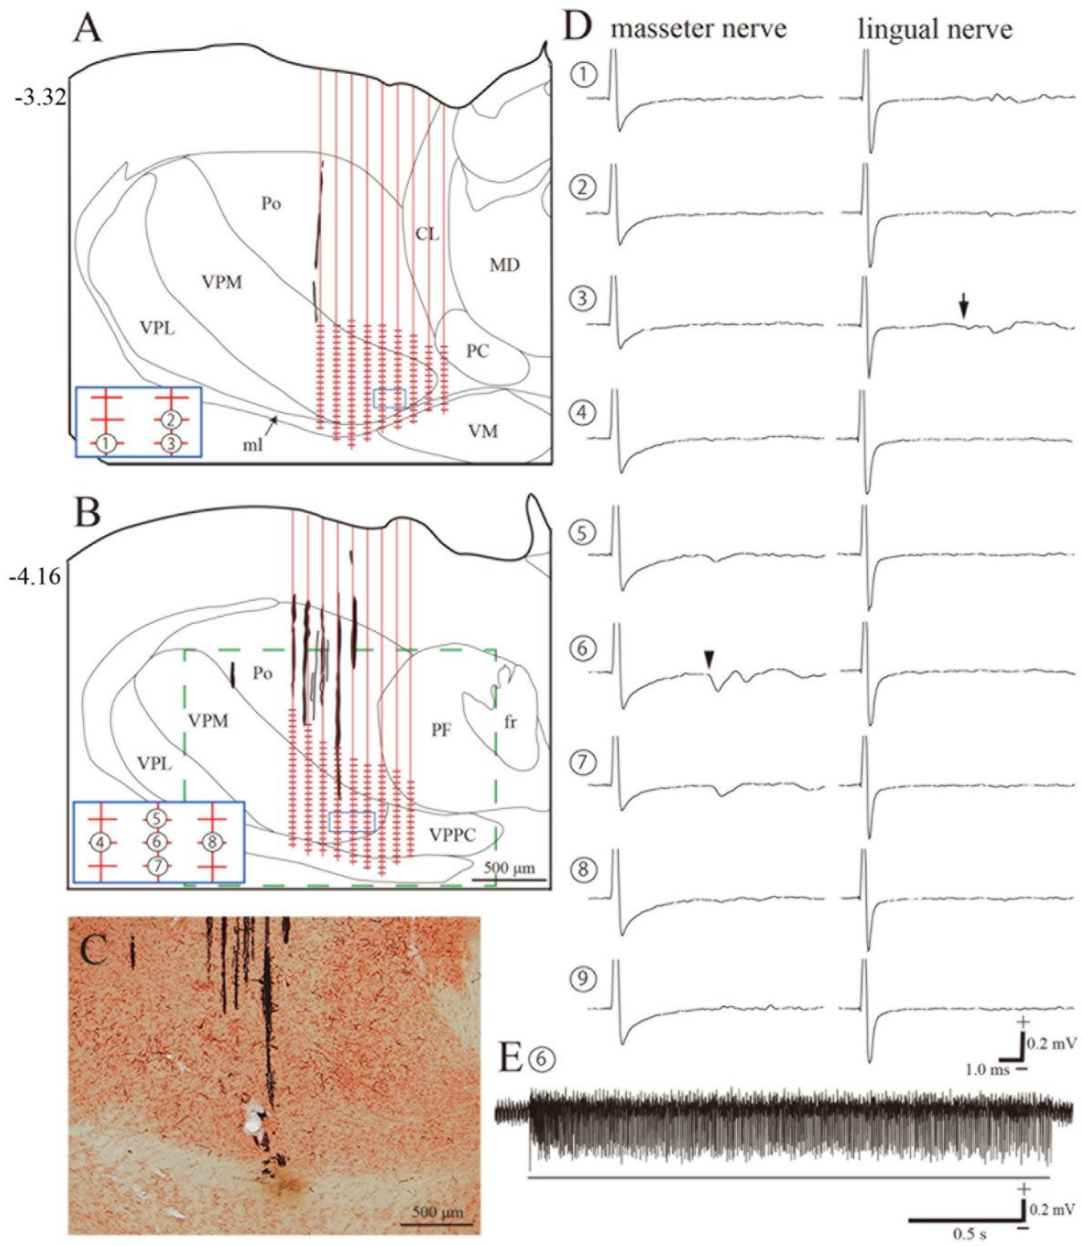 A
-3.32
Po
CL
MD
VPM
VPL
PC
VM
ml
①
②
③
B
-4.16
Po
VPM
VPL
PF
fr
VPPC
④
⑤
⑥
⑦
⑧
500 μm
C
500 μm
D masseter nerve lingual nerve
①
②
③
④
⑤
⑥
⑦
⑧
⑨
+
0.2 mV
1.0 ms −
E ⑥
+
0.2 mV
−
0.5 s